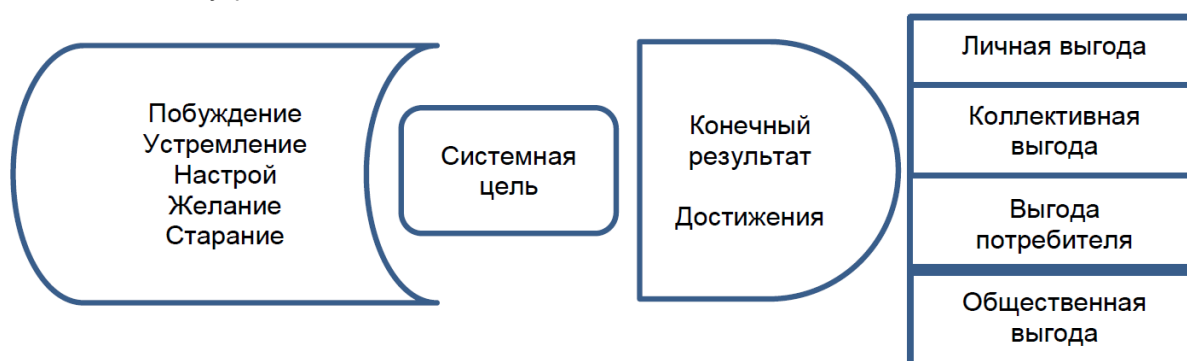 Побуждение
Устремление
Настрой
Желание
Старание
Системная
цель
Конечный
результат
Достижения
Личная выгода
Коллективная
выгода
Выгода
потребителя
Общественная
выгода